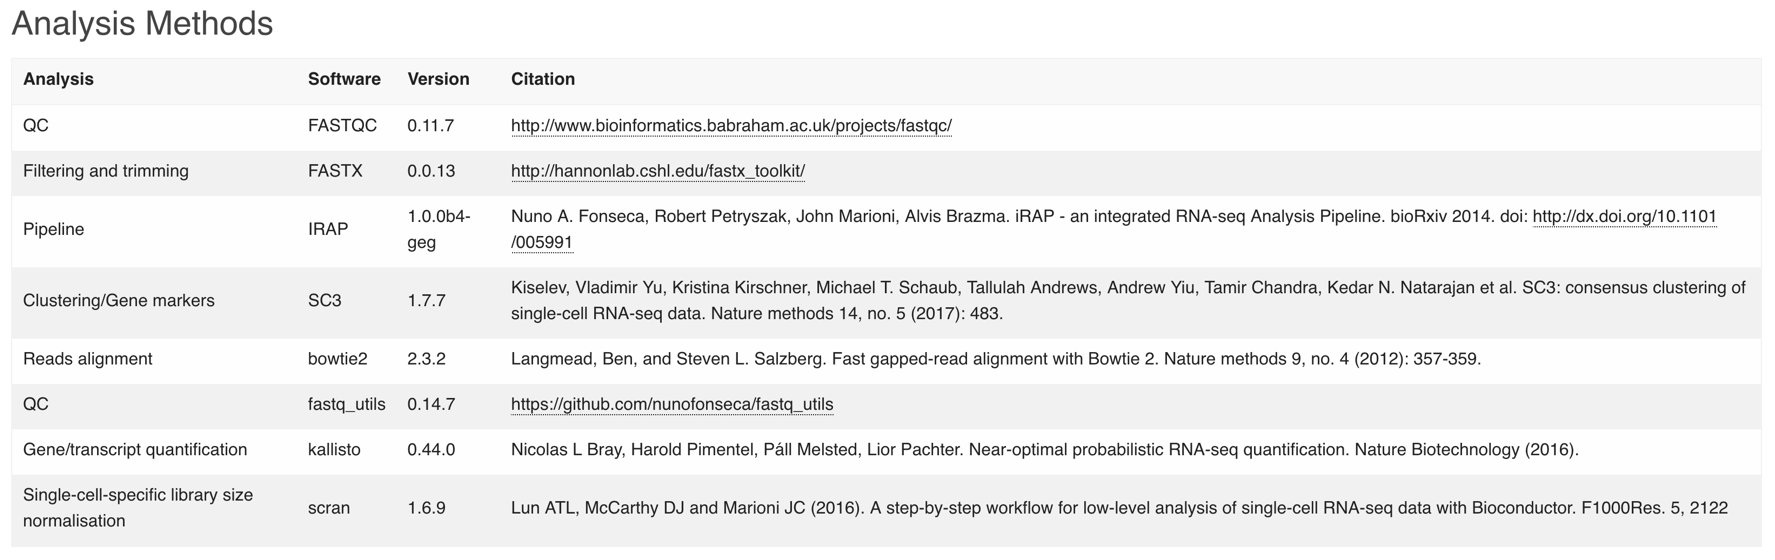 Analysis Methods
Analysis Software Version Citation
QC FASTQC 0.11.7 http://www.bioinformatics.babraham.ac.uk/projects/fastqc/
Filtering and trimming FASTX 0.0.13 http://hannonlab.cshl.edu/fastx_toolkit/
Pipeline IRAP 1.0.0b4-
geg Nuno A. Fonseca, Robert Petryszak, John Marioni, Alvis Brazma. iRAP - an integrated RNA-seq Analysis Pipeline. bioRxiv 2014. doi: http://dx.doi.org/10.1101
/005991
Clustering/Gene markers SC3 1.7.7 Kiselev, Vladimir Yu, Kristina Kirschner, Michael T. Schaub, Tallulah Andrews, Andrew Yiu, Tamir Chandra, Kedar N. Natarajan et al. SC3: consensus clustering of
single-cell RNA-seq data. Nature methods 14, no. 5 (2017): 483.
Reads alignment bowtie2 2.3.2 Langmead, Ben, and Steven L. Salzberg. Fast gapped-read alignment with Bowtie 2. Nature methods 9, no. 4 (2012): 357-359.
QC fastq_utils 0.14.7 https://github.com/nunofonseca/fastq_utils
Gene/transcript quantification kallisto 0.44.0 Nicolas L Bray, Harold Pimentel, Páll Melsted, Lior Pachter. Near-optimal probabilistic RNA-seq quantification. Nature Biotechnology (2016).
Single-cell-specific library size
normalisation scran 1.6.9 Lun ATL, McCarthy DJ and Marioni JC (2016). A step-by-step workflow for low-level analysis of single-cell RNA-seq data with Bioconductor. F1000Res. 5, 2122